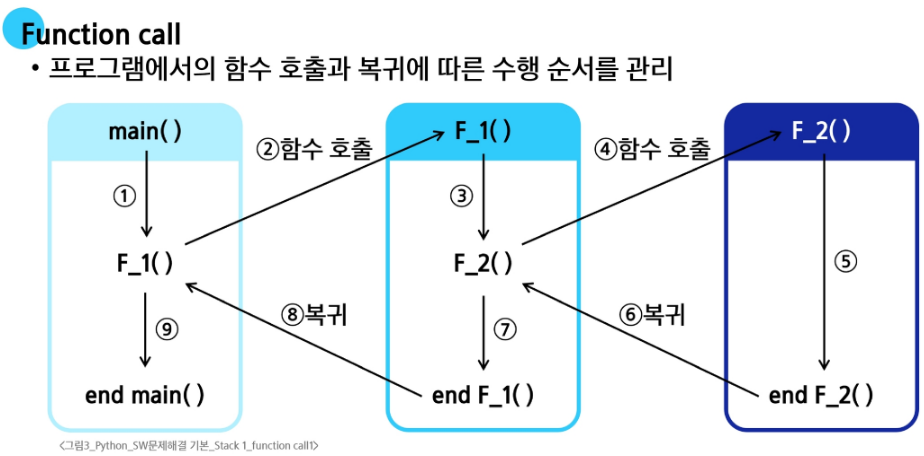 Function call
• 프로그램에서의 함수 호출과 복귀에 따른 수행 순서를 관리
main( )
②함수 호출
F_1( )
④함수 호출
F_2( )
①
③
F_1( )
F_2( )
⑤
⑧복귀
⑥복귀
⑨
⑦
end main( )
end F_1( )
end F_2( )
<그림3_Python_SW문제해결 기본_Stack 1_function call1>